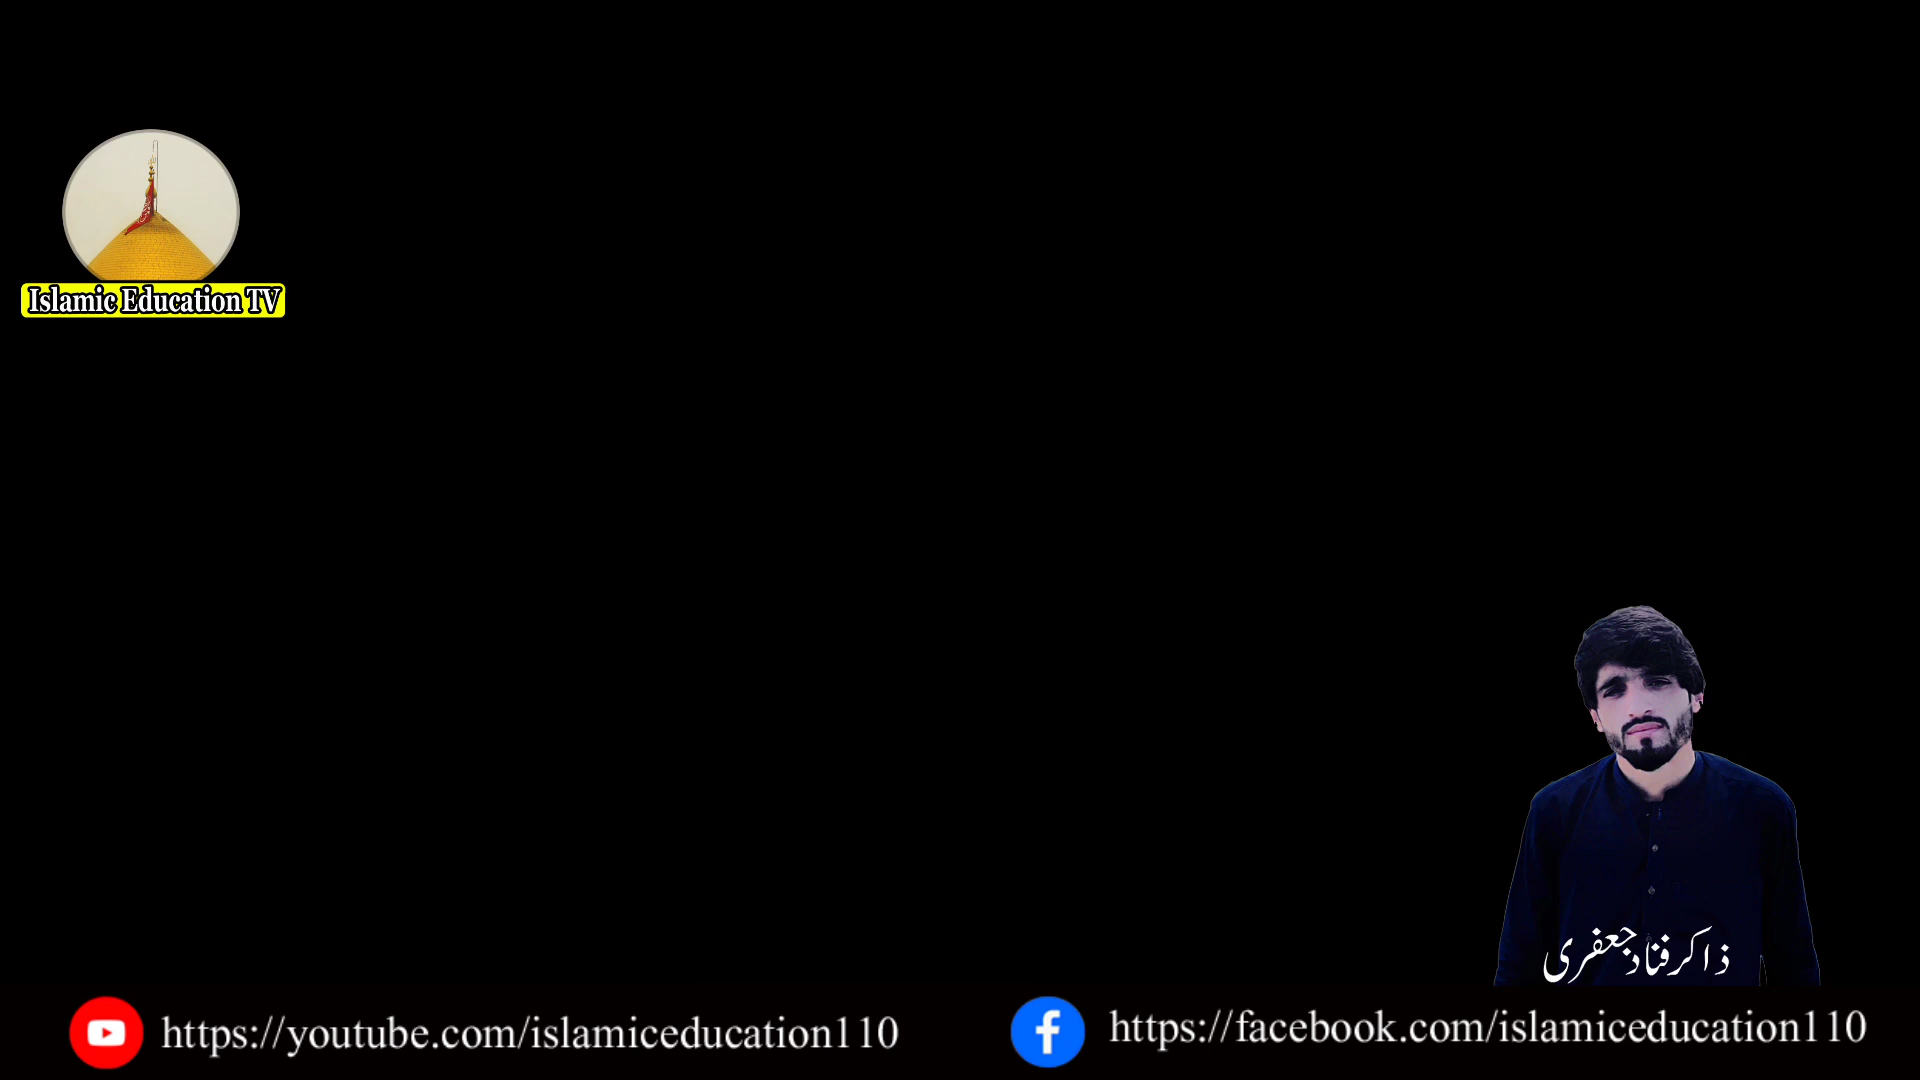 Islamic Education TV
ذاکر فناد جعفری
https://youtube.com/islamiceducation110
https://facebook.com/islamiceducation110